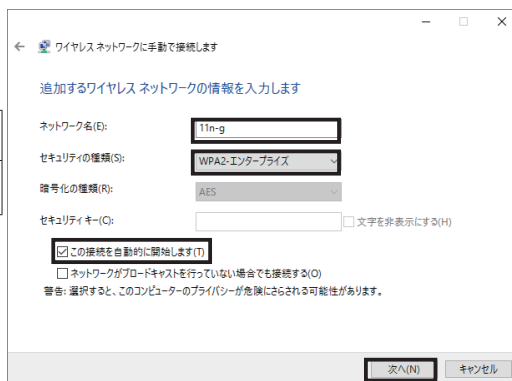 ワイヤレス ネットワークに手動で接続します
追加するワイヤレス ネットワークの情報を入力します
ネットワーク名(E):
11n-g
セキュリティの種類(S):
WPA2-エンタープライズ
暗号化の種類(R):
AES
セキュリティ キー(C):
文字を非表示にする(H)
この接続を自動的に開始します(T)
ネットワークがブロードキャストを行っていない場合でも接続する(O)
警告: 選択すると、このコンピューターのプライバシーが危険にさらされる可能性があります。
次へ(N) キャンセル